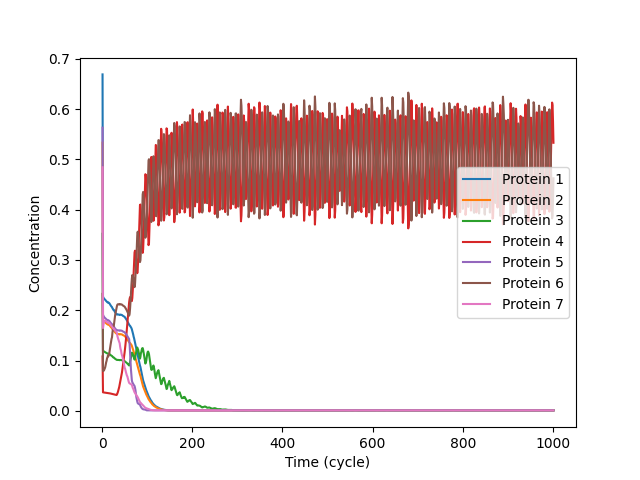 0.7
0.6
0.5
0.4
0.3
0.2
0.1
0.0
Concentration
0
200
400
600
800
1000
Time (cycle)
Protein 1
Protein 2
Protein 3
Protein 4
Protein 5
Protein 6
Protein 7